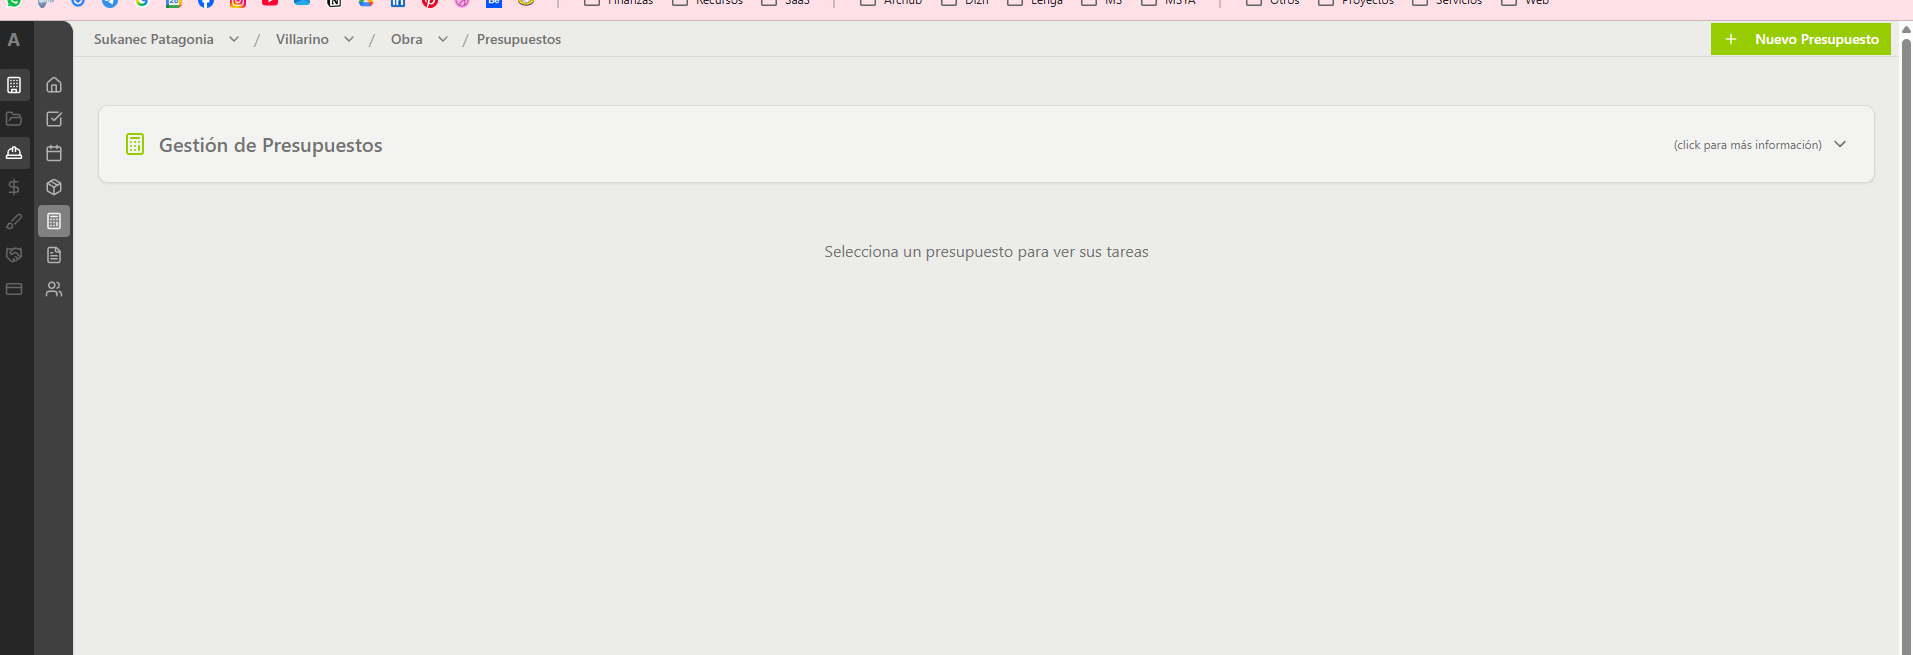 Finanzas Recursos SaaS Archub Dizn Lenga MS MSYA Otros Proyectos Servicios Web
A
Sukanec Patagonia / Villarino / Obra / Presupuestos
+ Nuevo Presupuesto
Gestión de Presupuestos
(click para más información)
Selecciona un presupuesto para ver sus tareas